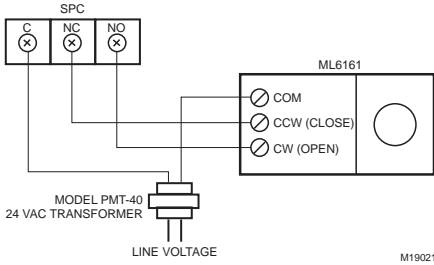 SPC
C NC NO
ML6161
COM
CCW (CLOSE)
CW (OPEN)
MODEL PMT-40
24 VAC TRANSFORMER
LINE VOLTAGE
M19021